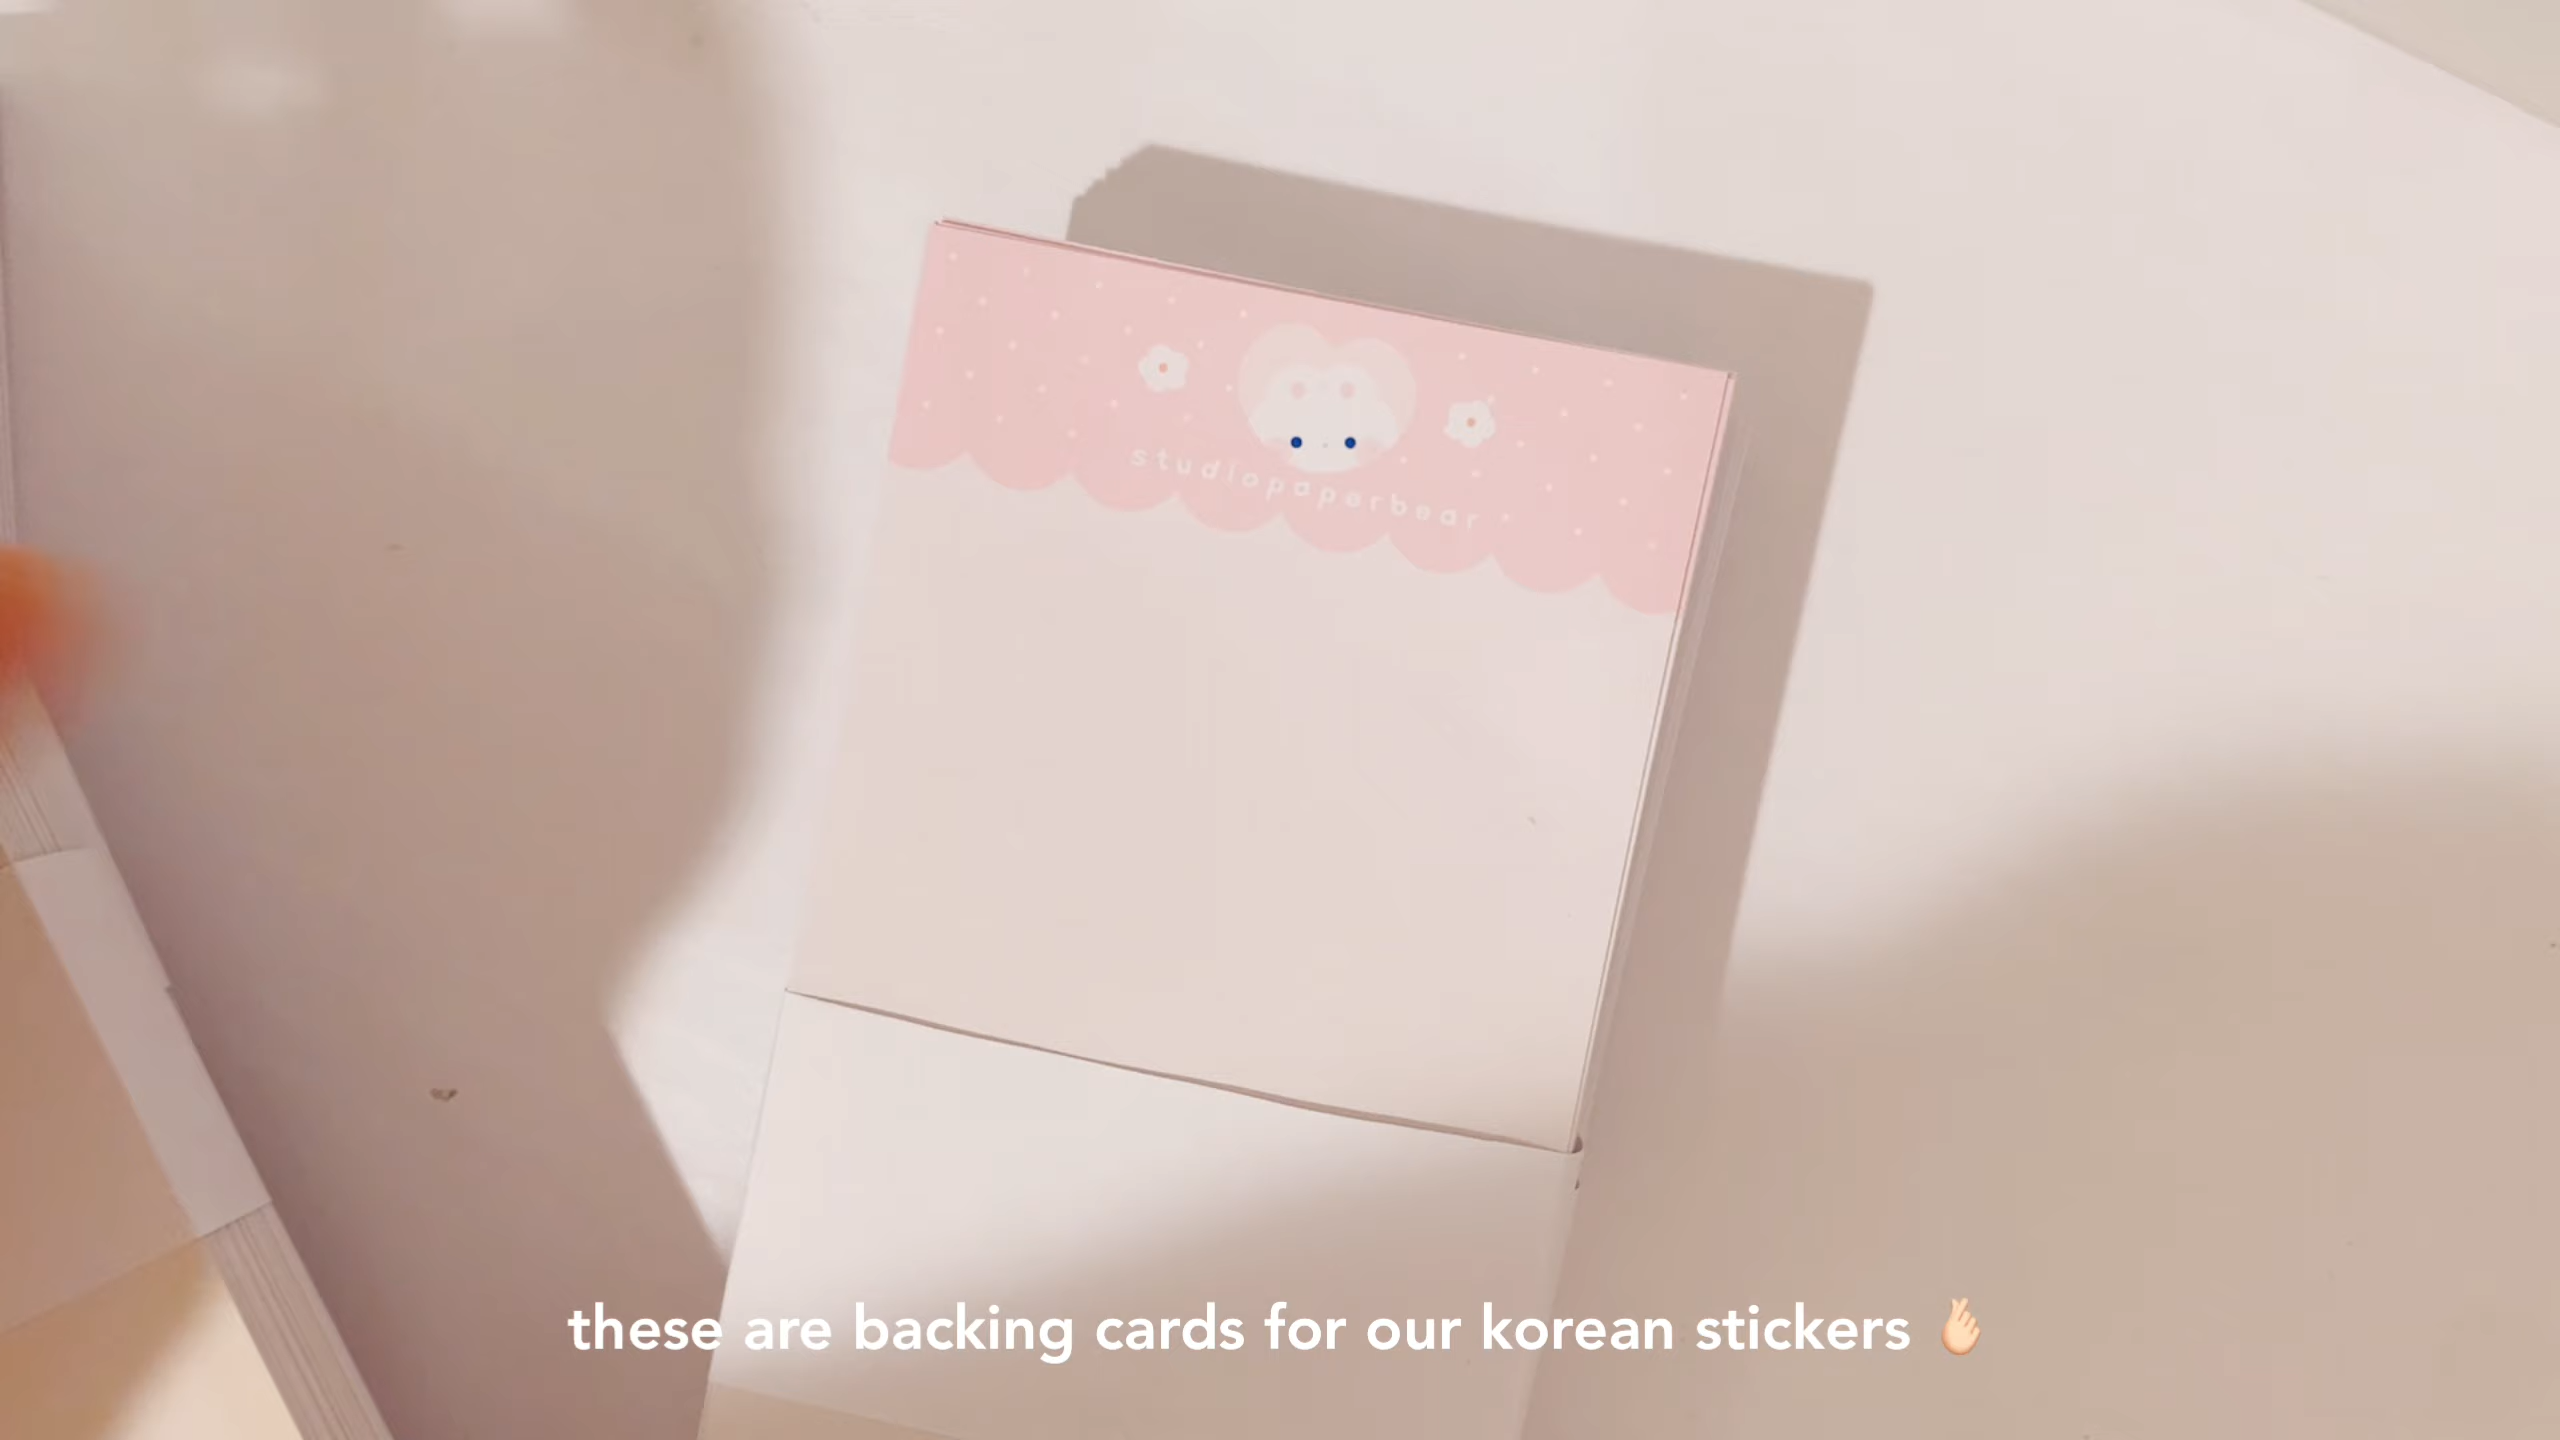 studiopaperbear
these are backing cards for our korean stickers 🫰🏻